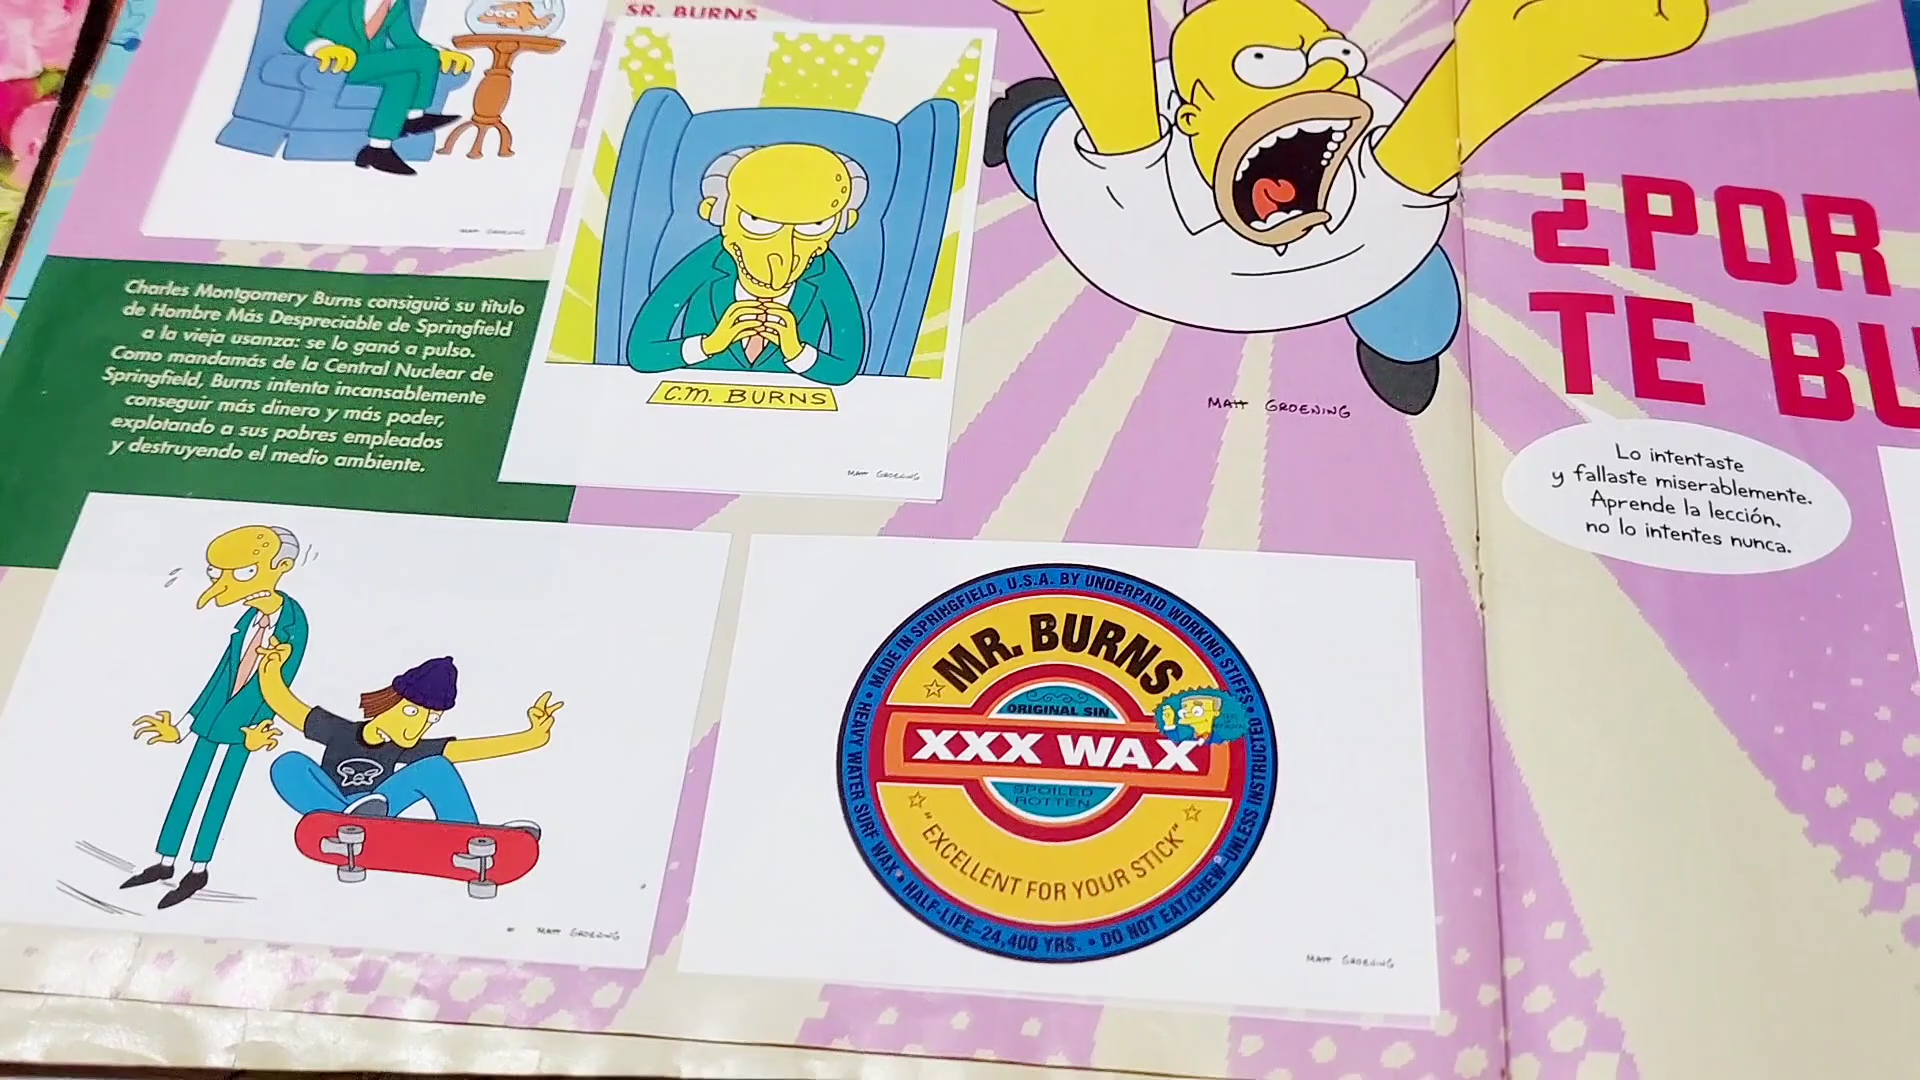 SR. BURNS
MATT GROENING
Charles Montgomery Burns consiguió su título
de Hombre Más Despreciable de Springfield
a la vieja usanza: se lo ganó a pulso.
Como mandamás de la Central Nuclear de
Springfield, Burns intenta incansablemente
conseguir más dinero y más poder,
explotando a sus pobres empleados
y destruyendo el medio ambiente.
C.M. BURNS
MATT GROENING
MATT GROENING
¿POR
TE BU
Lo intentaste
y fallaste miserablemente.
Aprende la lección,
no lo intentes nunca.
MATT GROENING
• MADE IN SPRINGFIELD, U.S.A. BY UNDERPAID WORKING STIFFS •
MR. BURNS
ORIGINAL SIN
XXX WAX
SPOILED
ROTTEN
"EXCELLENT FOR YOUR STICK"
HEAVY WATER SURF WAX • HALF-LIFE–24,400 YRS. • DO NOT EAT/CHEW UNLESS INSTRUCTED
MATT GROENING